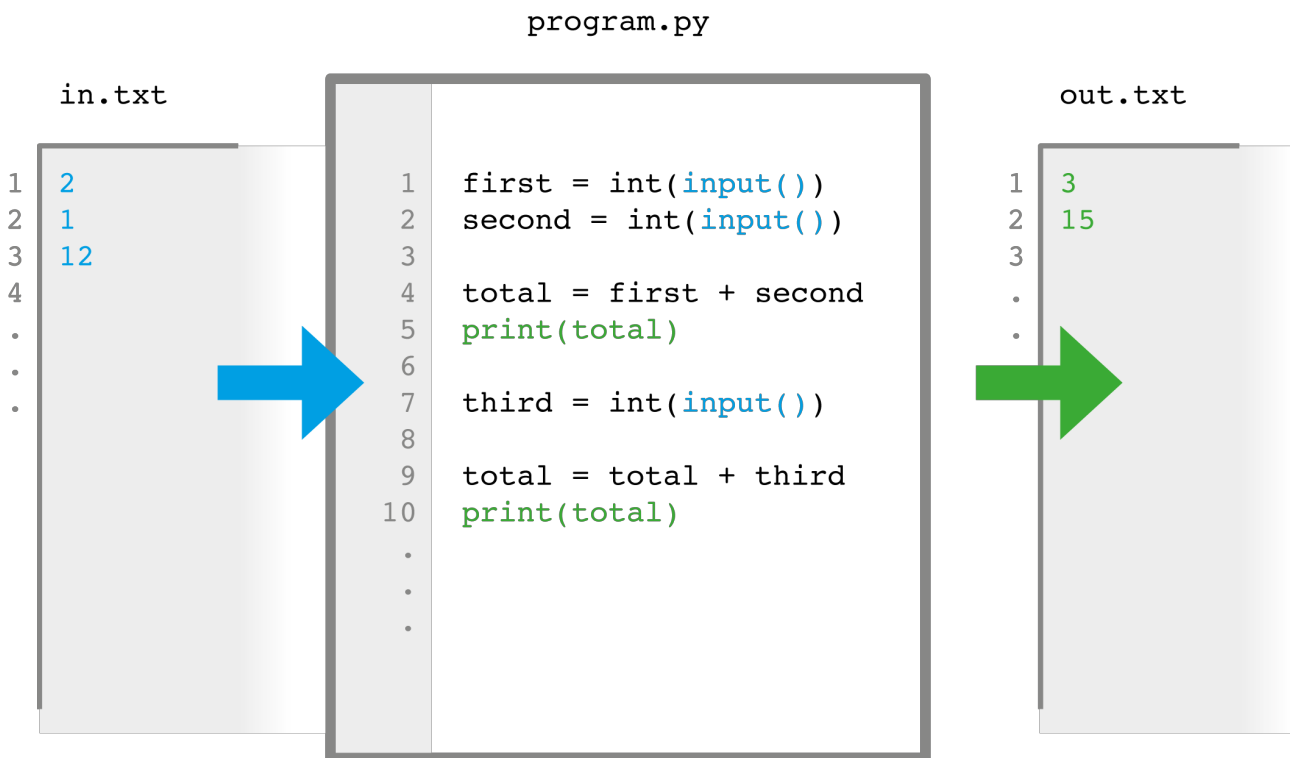 program.py
in.txt
1 2
2 1
3 12
4
.
.
.
1 first = int(input())
2 second = int(input())
3
4 total = first + second
5 print(total)
6
7 third = int(input())
8
9 total = total + third
10 print(total)
.
.
.
out.txt
1 3
2 15
3
.
.